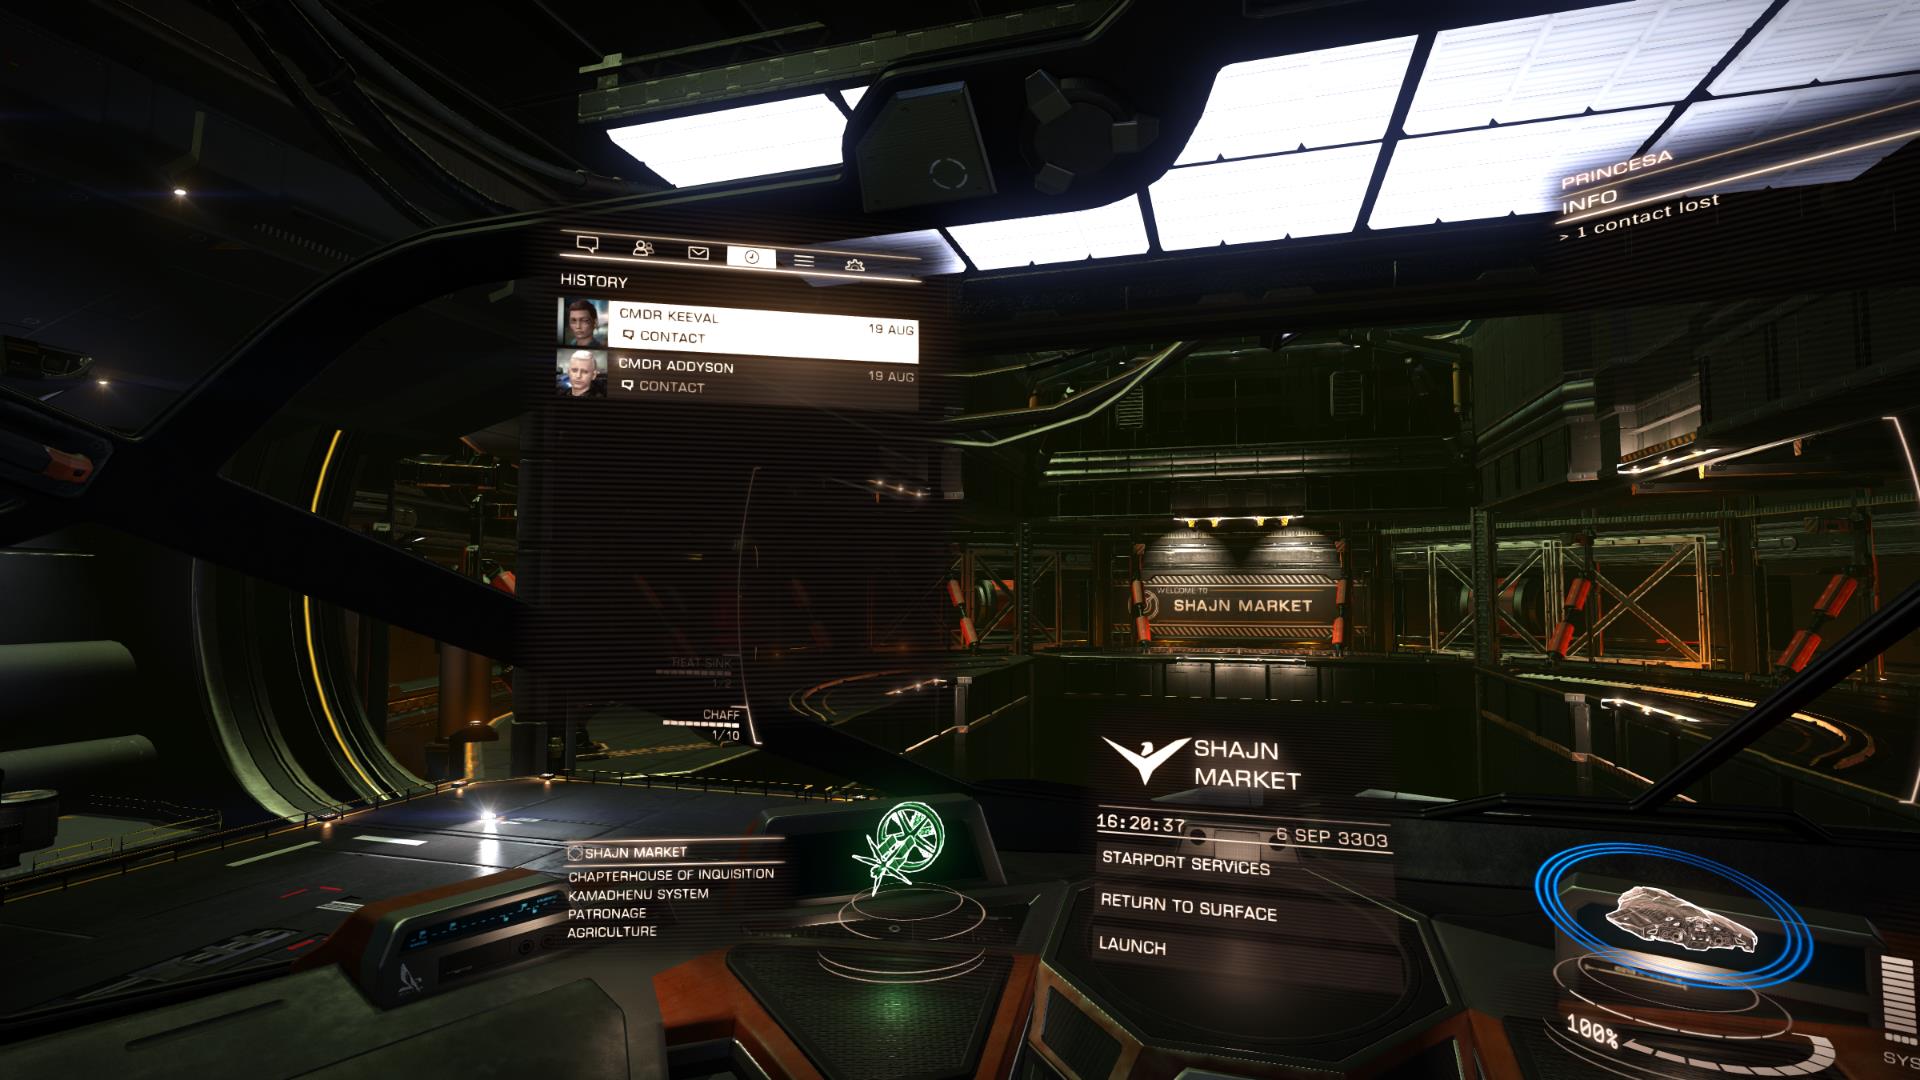 PRINCESA
INFO
> 1 contact lost
HISTORY
CMDR KEEVAL
19 AUG
CONTACT
CMDR ADDYSON
19 AUG
CONTACT
WELCOME TO
SHAJN MARKET
HEAT SINK
1/2
CHAFF
1/10
SHAJN
MARKET
16:20:37
6 SEP 3303
STARPORT SERVICES
RETURN TO SURFACE
LAUNCH
SHAJN MARKET
CHAPTERHOUSE OF INQUISITION
KAMADHENU SYSTEM
PATRONAGE
AGRICULTURE
100%
SYS